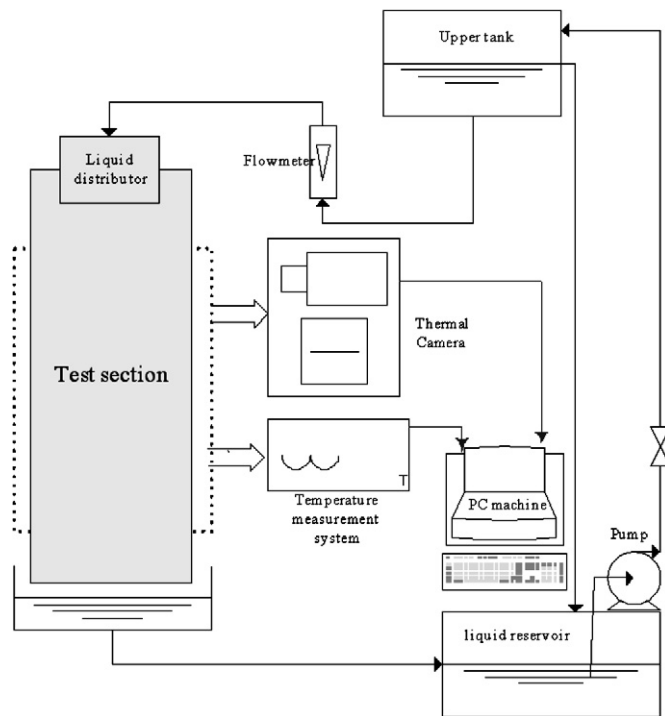 Upper tank
Liquid
distributor
Flowmeter
Thermal
Camera
Test section
T
Temperature
measurement
system
PC machine
Pump
liquid reservoir